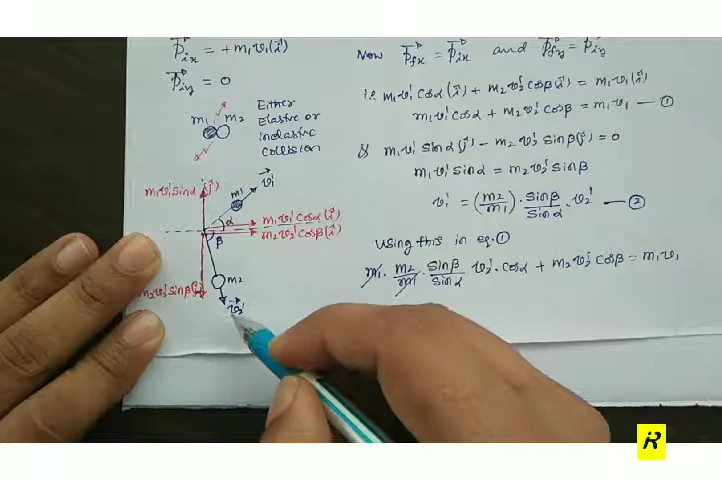 P⃗ix = +m₁v₁(i⃗)
P⃗iy = 0
m₁ m₂
Either
Elastic or
inelastic
collision
v⃗₁'
m₁
m₁v₁'sinα(j⃗)
α
m₁v₁'cosα(i⃗)
m₂v₂'cosβ(i⃗)
β
m₂
m₂v₂'sinβ
v⃗₂'
Now P⃗fx = P⃗ix and P⃗fy = P⃗iy
i.e. m₁v₁'cosα(i⃗) + m₂v₂'cosβ(i⃗) = m₁v₁(i⃗)
m₁v₁'cosα + m₂v₂'cosβ = m₁v₁ — ①
& m₁v₁'sinα(j⃗) − m₂v₂'sinβ(j⃗) = 0
m₁v₁'sinα = m₂v₂'sinβ
v₁' = (m₂/m₁) · sinβ/sinα · v₂' — ②
Using this in eq. ①
m₁ · m₂/m₁ · sinβ/sinα v₂' · cosα + m₂v₂'cosβ = m₁v₁
R